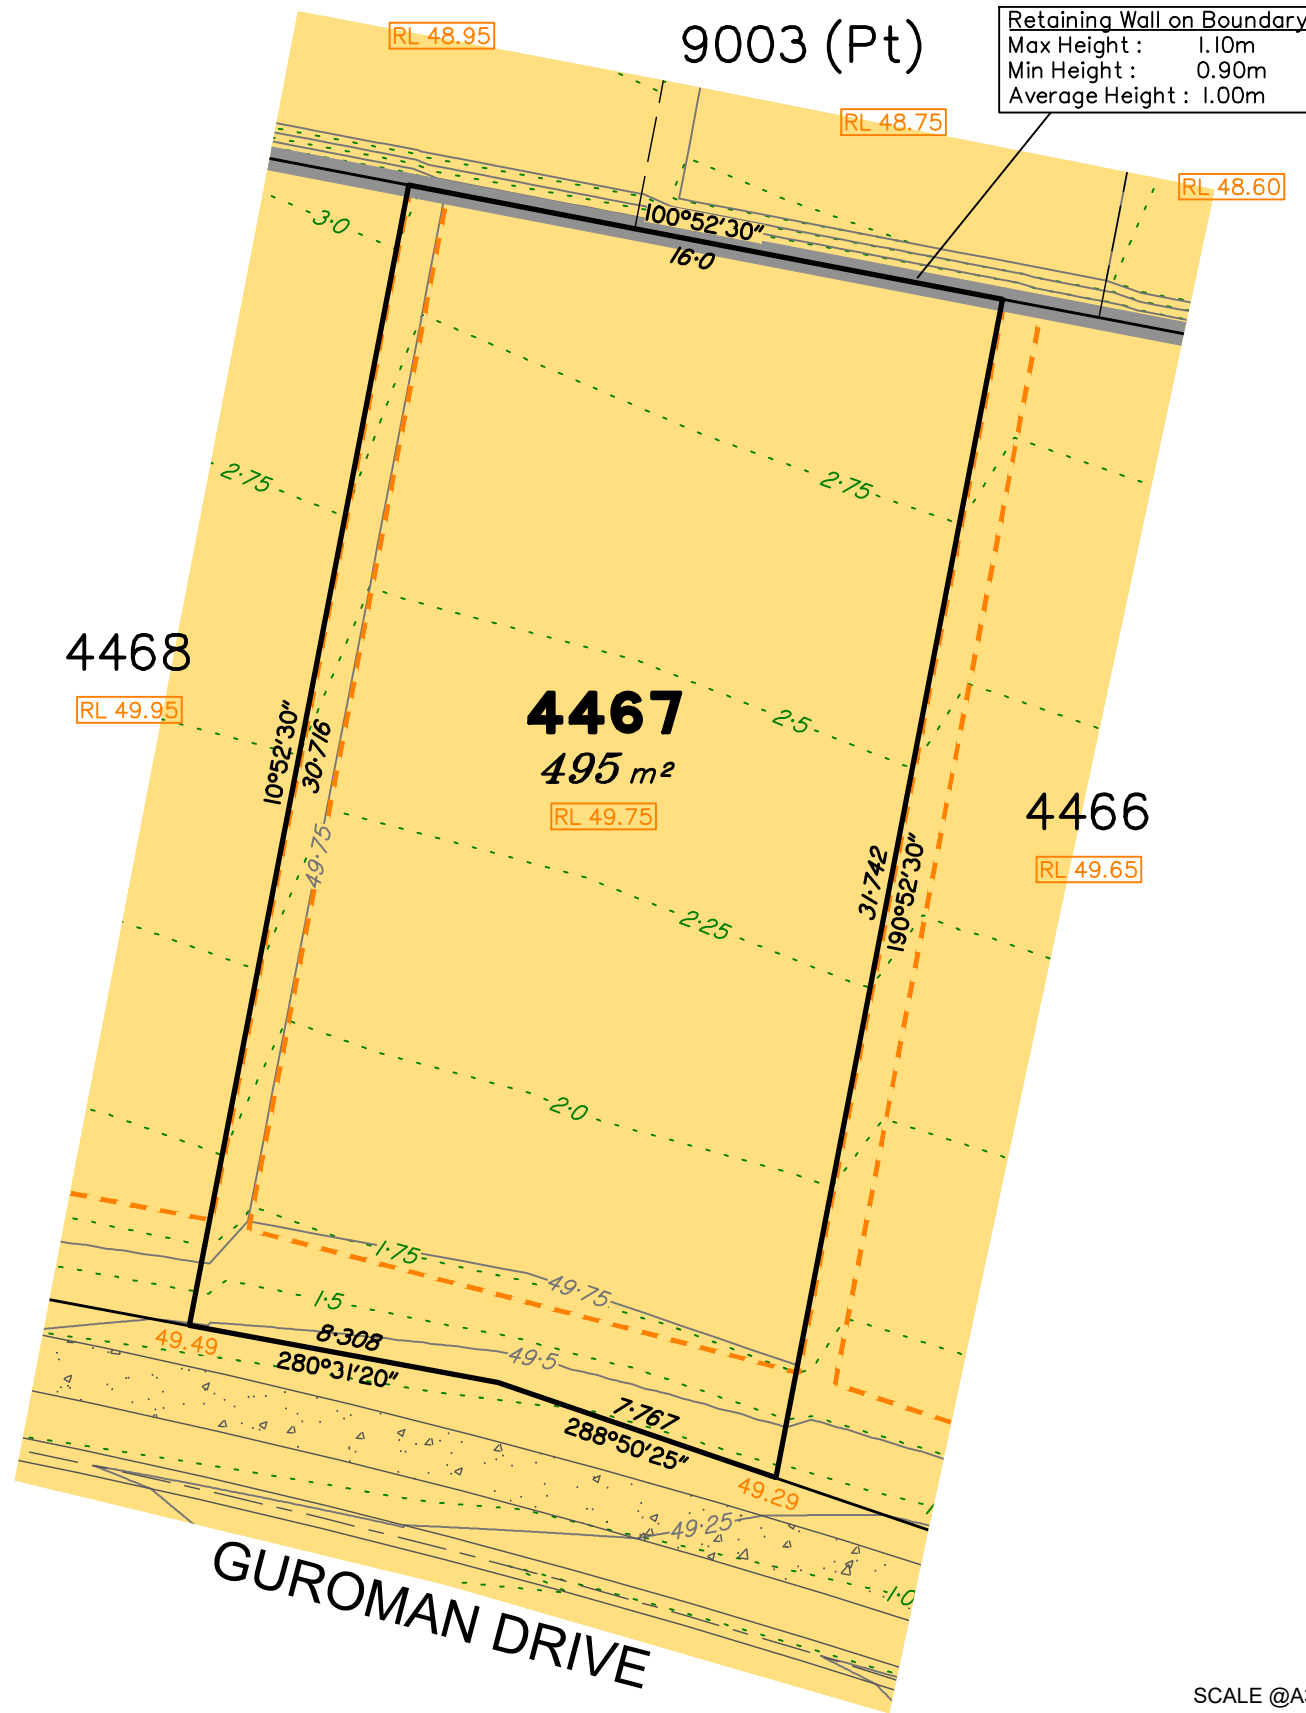 RL 48.95
9003 (Pt)
Retaining Wall on Boundary
Max Height : 1.10m
Min Height : 0.90m
Average Height : 1.00m
RL 48.75
RL 48.60
3·0
100°52'30"
16·0
2·75
2·75
4468
RL 49.95
10°52'30"
30·716
4467
495 m²
RL 49.75
2·5
4466
RL 49.65
49·75
31·742
190°52'30"
2·25
2·0
1·75
49·75
1·5
49.49
8·308
280°31'20"
49·5
7·767
288°50'25"
49.29
49·25
1·0
GUROMAN DRIVE